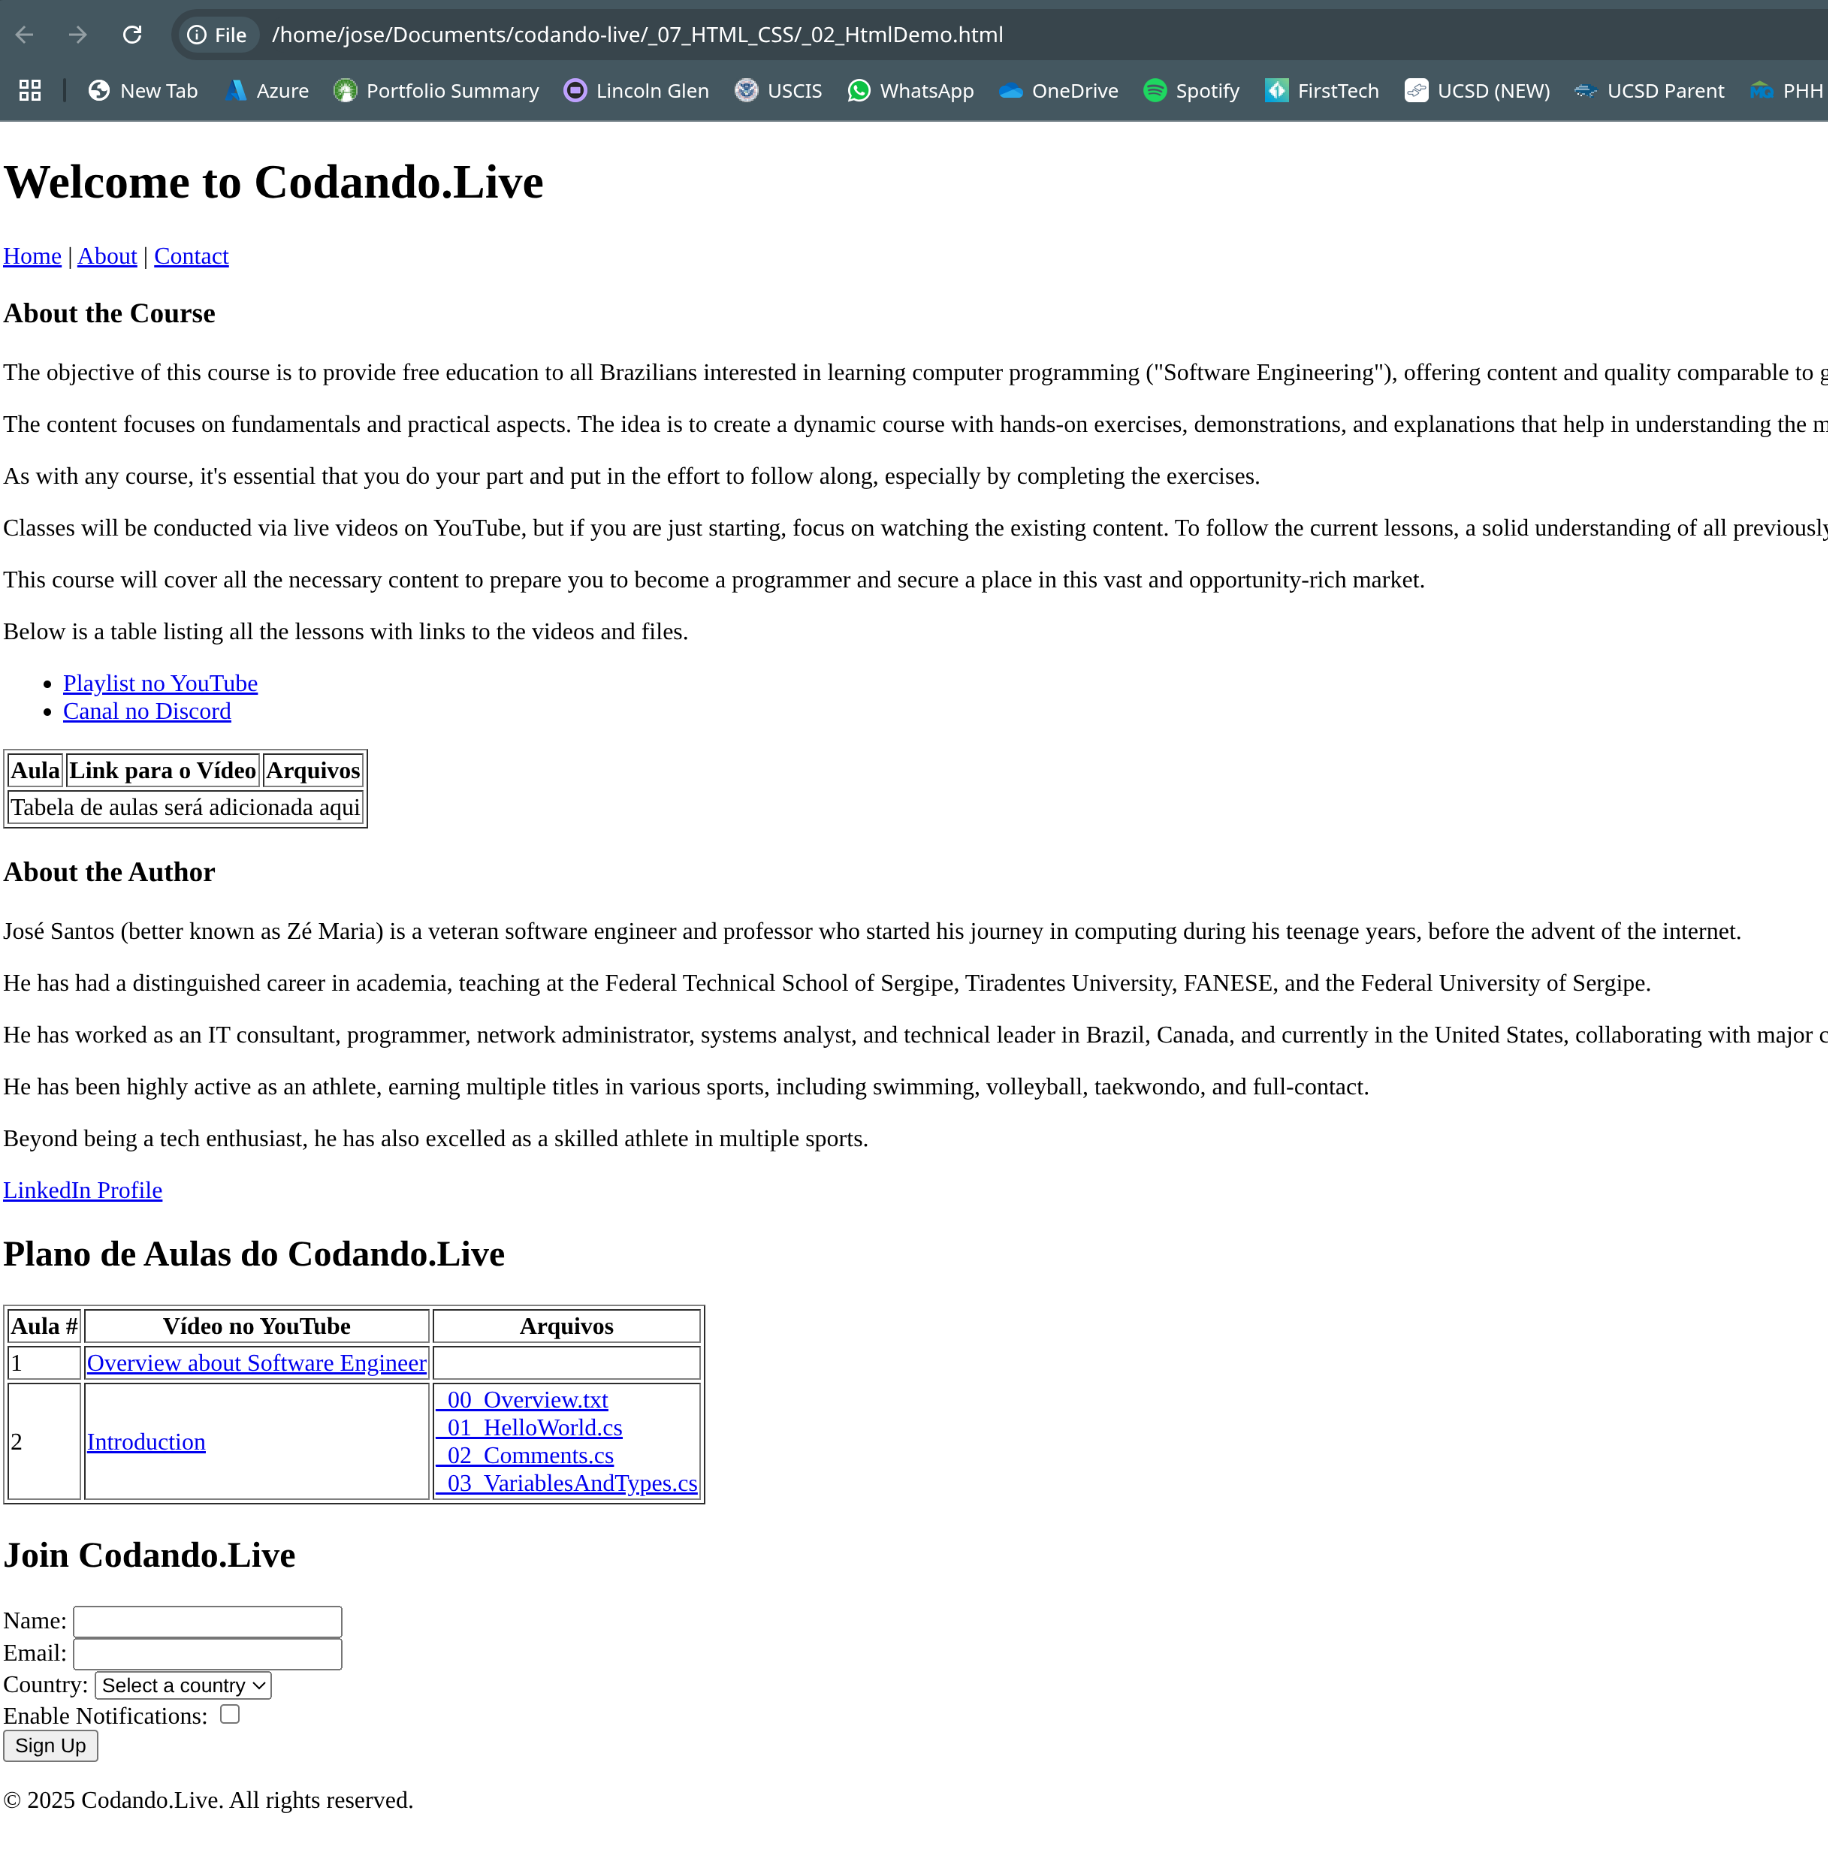 File /home/jose/Documents/codando-live/_07_HTML_CSS/_02_HtmlDemo.html
New Tab Azure Portfolio Summary Lincoln Glen USCIS WhatsApp OneDrive Spotify FirstTech UCSD (NEW) UCSD Parent PHH
Welcome to Codando.Live
Home | About | Contact
About the Course
The objective of this course is to provide free education to all Brazilians interested in learning computer programming ("Software Engineering"), offering content and quality comparable to
The content focuses on fundamentals and practical aspects. The idea is to create a dynamic course with hands-on exercises, demonstrations, and explanations that help in understanding the
As with any course, it's essential that you do your part and put in the effort to follow along, especially by completing the exercises.
Classes will be conducted via live videos on YouTube, but if you are just starting, focus on watching the existing content. To follow the current lessons, a solid understanding of all previously
This course will cover all the necessary content to prepare you to become a programmer and secure a place in this vast and opportunity-rich market.
Below is a table listing all the lessons with links to the videos and files.
• Playlist no YouTube
• Canal no Discord
Aula Link para o Vídeo Arquivos
Tabela de aulas será adicionada aqui
About the Author
José Santos (better known as Zé Maria) is a veteran software engineer and professor who started his journey in computing during his teenage years, before the advent of the internet.
He has had a distinguished career in academia, teaching at the Federal Technical School of Sergipe, Tiradentes University, FANESE, and the Federal University of Sergipe.
He has worked as an IT consultant, programmer, network administrator, systems analyst, and technical leader in Brazil, Canada, and currently in the United States, collaborating with major
He has been highly active as an athlete, earning multiple titles in various sports, including swimming, volleyball, taekwondo, and full-contact.
Beyond being a tech enthusiast, he has also excelled as a skilled athlete in multiple sports.
LinkedIn Profile
Plano de Aulas do Codando.Live
Aula # Vídeo no YouTube Arquivos
1 Overview about Software Engineer
2 Introduction
_00_Overview.txt
_01_HelloWorld.cs
_02_Comments.cs
_03_VariablesAndTypes.cs
Join Codando.Live
Name:
Email:
Country: Select a country
Enable Notifications:
Sign Up
© 2025 Codando.Live. All rights reserved.